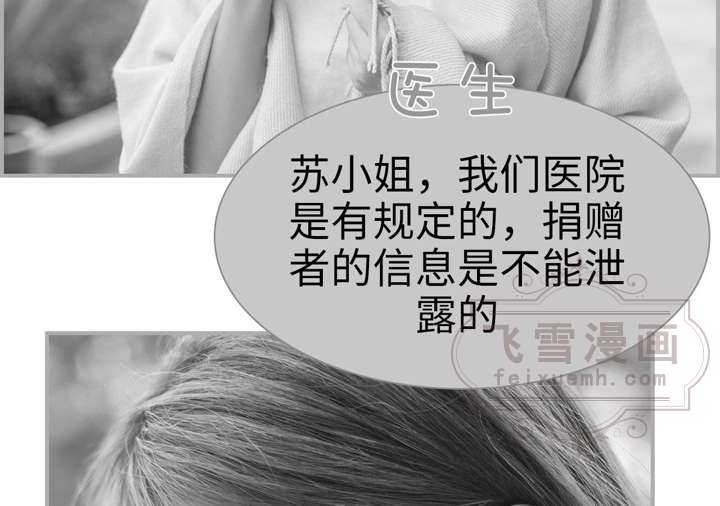 医生
苏小姐，我们医院
是有规定的，捐赠
者的信息是不能泄
露的
飞雪漫画
feixuemh.com